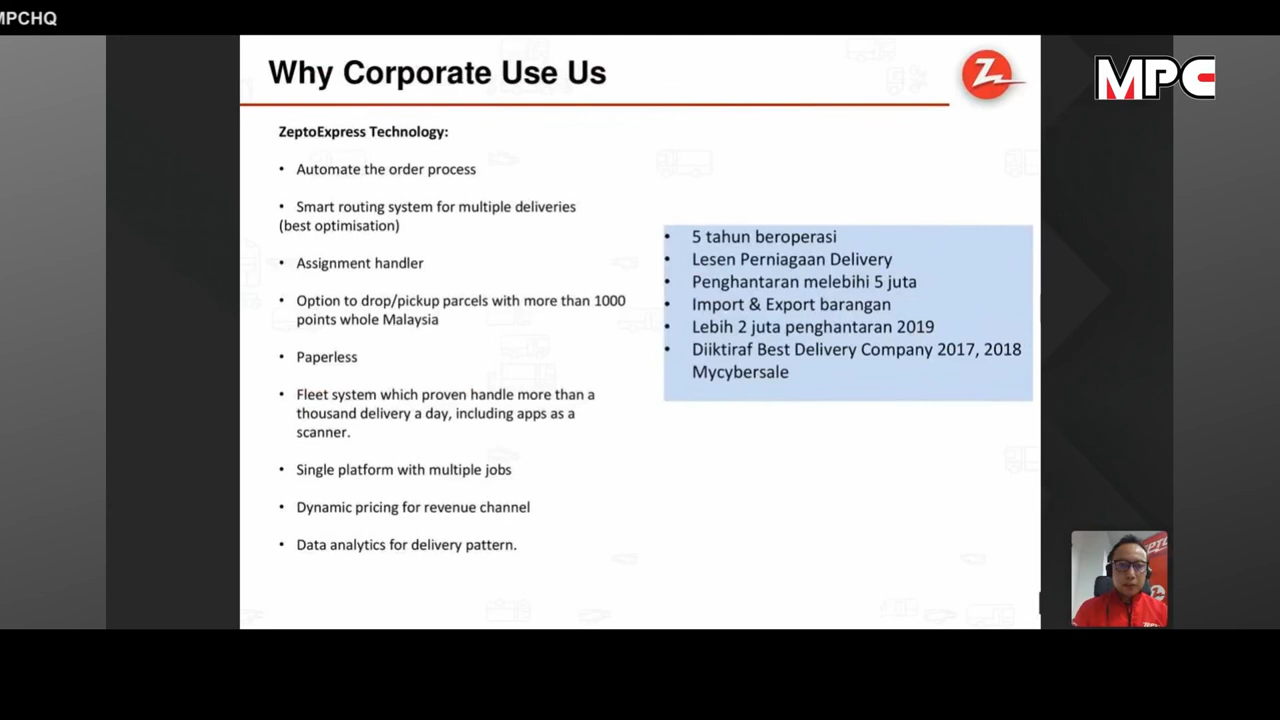 MPCHQ
Why Corporate Use Us
Z
MPC
ZeptoExpress Technology:
• Automate the order process
• Smart routing system for multiple deliveries
(best optimisation)
• Assignment handler
• Option to drop/pickup parcels with more than 1000
points whole Malaysia
• Paperless
• Fleet system which proven handle more than a
thousand delivery a day, including apps as a
scanner.
• Single platform with multiple jobs
• Dynamic pricing for revenue channel
• Data analytics for delivery pattern.
• 5 tahun beroperasi
• Lesen Perniagaan Delivery
• Penghantaran melebihi 5 juta
• Import & Export barangan
• Lebih 2 juta penghantaran 2019
• Diiktiraf Best Delivery Company 2017, 2018
Mycybersale